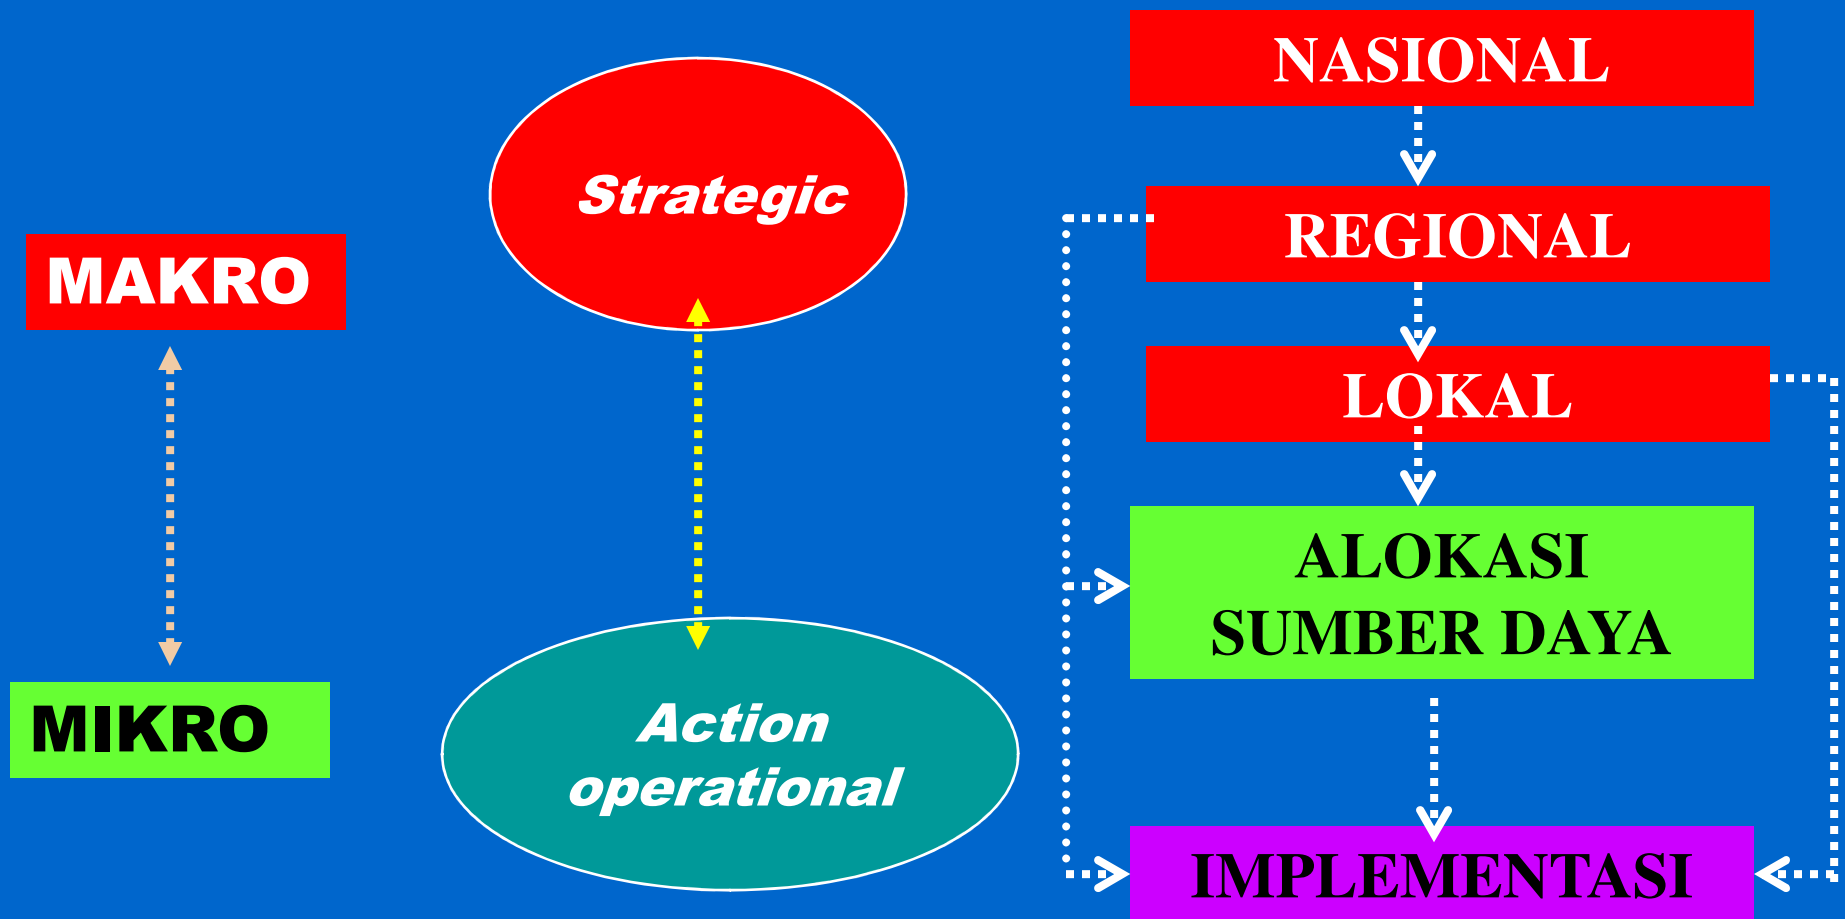 MAKRO
MIKRO
Strategic
Action
operational
NASIONAL
REGIONAL
LOKAL
ALOKASI
SUMBER DAYA
IMPLEMENTASI